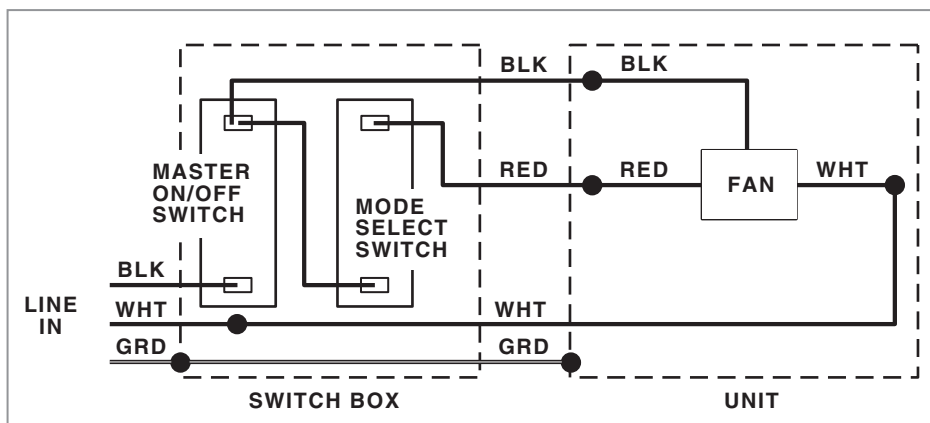 BLK
BLK
MASTER
ON/OFF
SWITCH
RED
RED
FAN
WHT
MODE
SELECT
SWITCH
BLK
LINE
IN
WHT
WHT
GRD
GRD
SWITCH BOX
UNIT